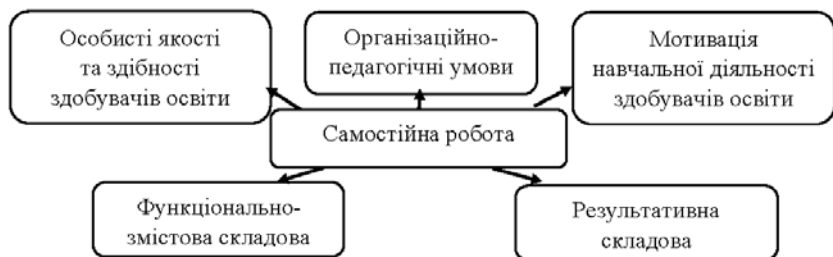 Особисті якості
та здібності
здобувачів освіти
Організаційно-
педагогічні умови
Мотивація
навчальної діяльності
здобувачів освіти
Самостійна робота
Функціонально-
змістова складова
Результативна
складова